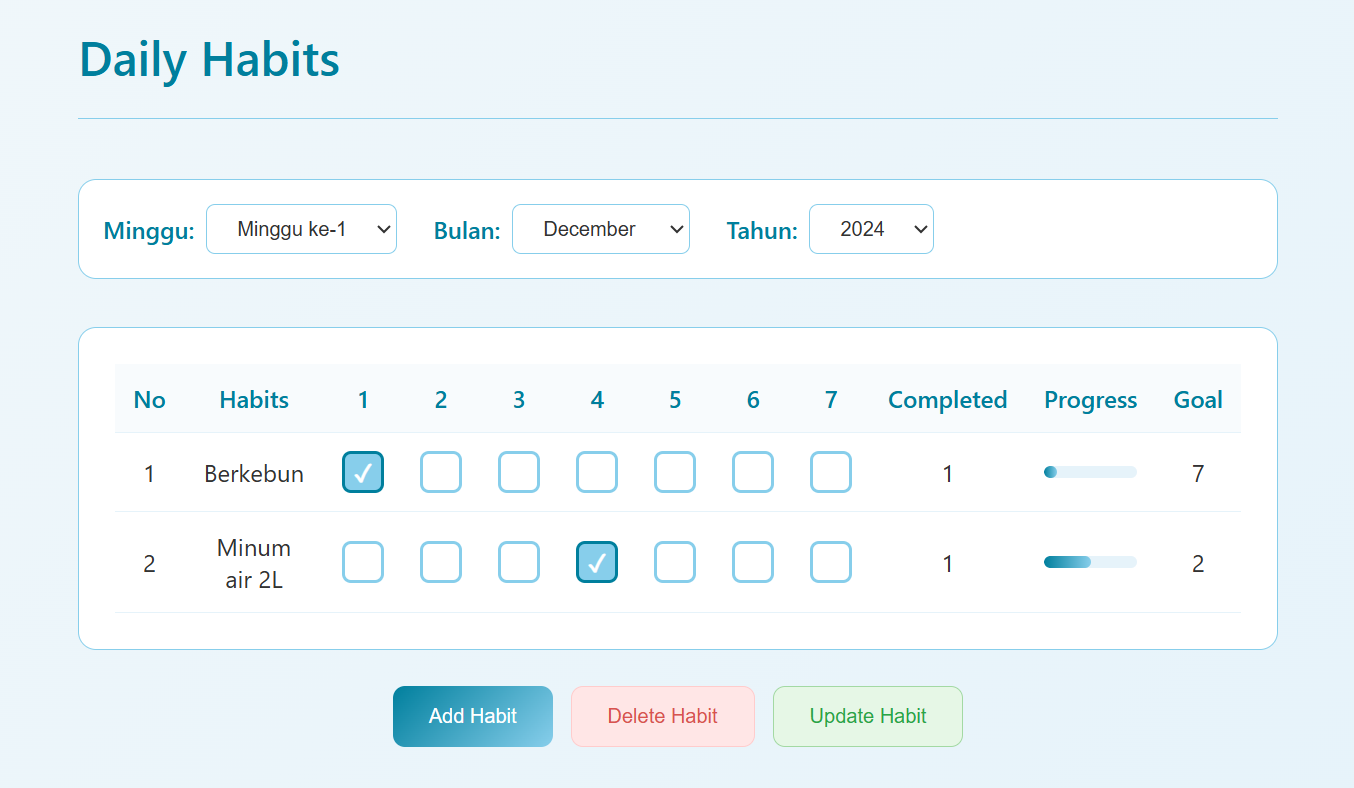 Daily Habits
Minggu: Minggu ke-1 Bulan: December Tahun: 2024
No Habits 1 2 3 4 5 6 7 Completed Progress Goal
1 Berkebun 1 7
Minum
2 1 2
air 2L
Add Habit Delete Habit Update Habit